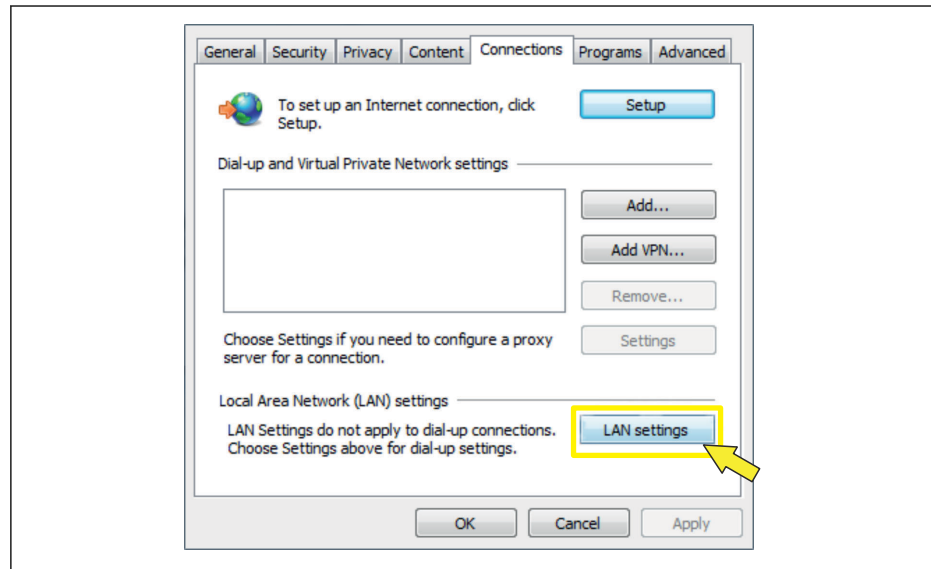 General Security Privacy Content Connections Programs Advanced
To set up an Internet connection, click
Setup.
Setup
Dial-up and Virtual Private Network settings
Add...
Add VPN...
Remove...
Choose Settings if you need to configure a proxy
server for a connection.
Settings
Local Area Network (LAN) settings
LAN Settings do not apply to dial-up connections.
Choose Settings above for dial-up settings.
LAN settings
OK Cancel Apply